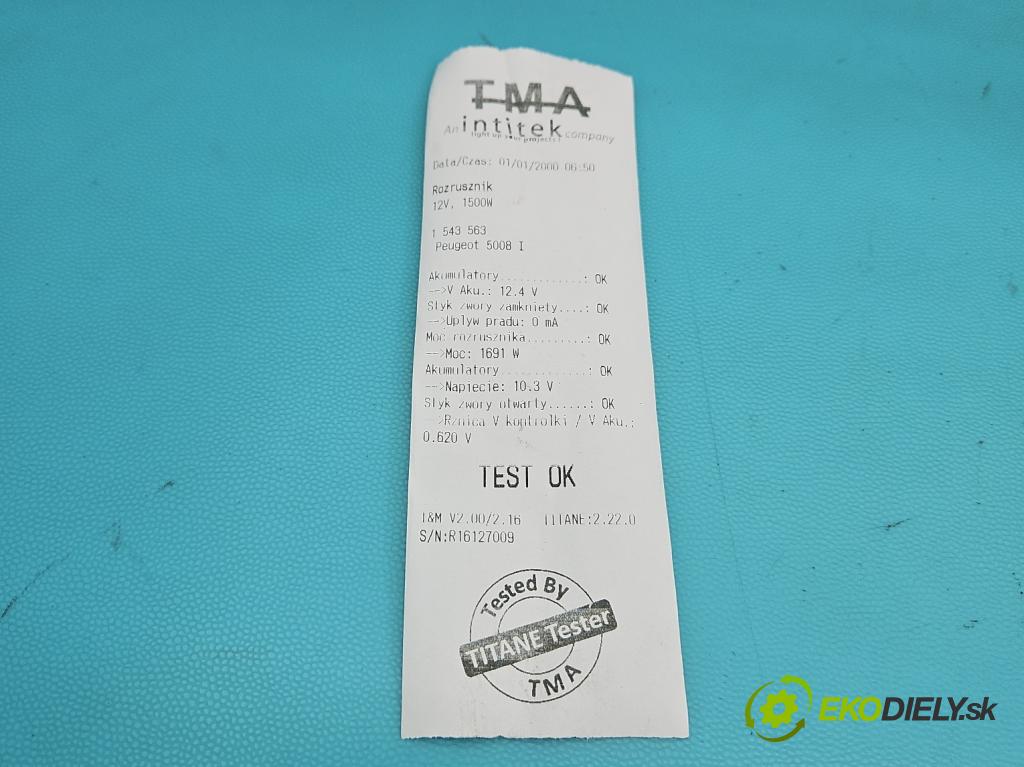 TMA
An intitek company
light up your projects !
Data/Czas: 01/01/2000 06:50
Rozrusznik
12V, 1500W
1 543 563
Peugeot 5008 I
Akumulatory.............: OK
-->V Aku.: 12.4 V
Styk zwory zamkniety....: OK
-->Uplyw pradu: 0 mA
Moc rozrusznika.........: OK
-->Moc: 1691 W
Akumulatory.............: OK
-->Napiecie: 10.3 V
Styk zwory otwarty......: OK
-->Rznica V kontrolki / V Aku.:
0.620 V
TEST OK
I&M V2.00/2.16 TITANE:2.22.0
S/N:R16127009
Tested By
TITANE Tester
TMA
EKODIELY.sk